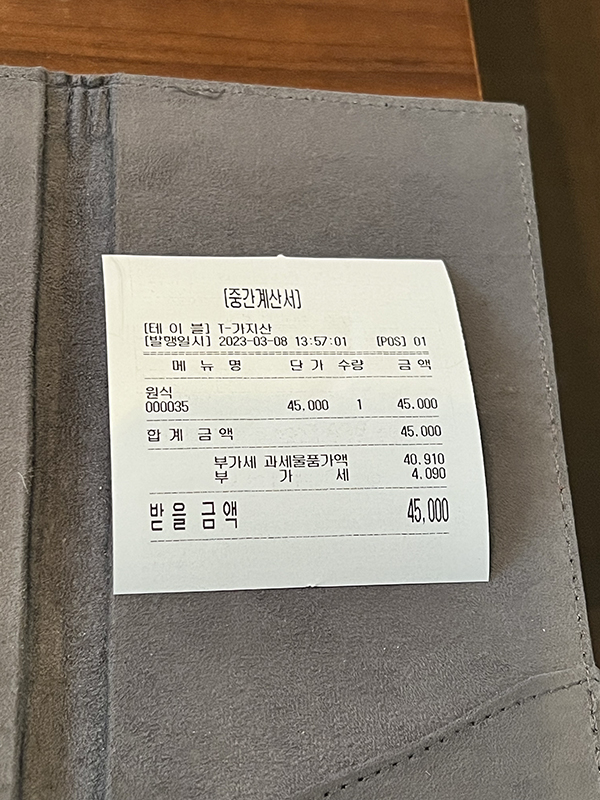 [중간계산서]
[테 이 블] T-가지산
[발행일시] 2023-03-08 13:57:01 [POS] 01
메 뉴 명 단 가 수량 금 액
원식
000035 45,000 1 45,000
합 계 금 액 45,000
부가세 과세물품가액 40,910
부 가 세 4,090
받 을 금 액 45,000